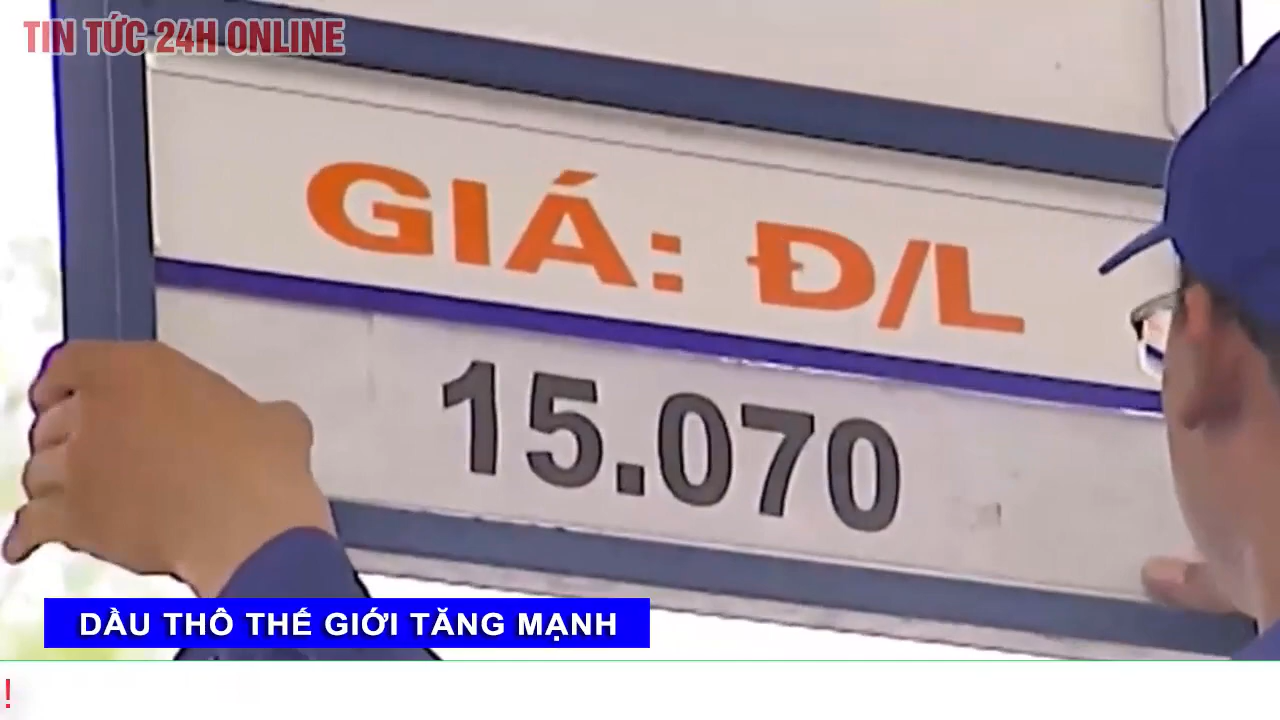 TIN TỨC 24H ONLINE
GIÁ: Đ/L
15.070
DẦU THÔ THẾ GIỚI TĂNG MẠNH
!